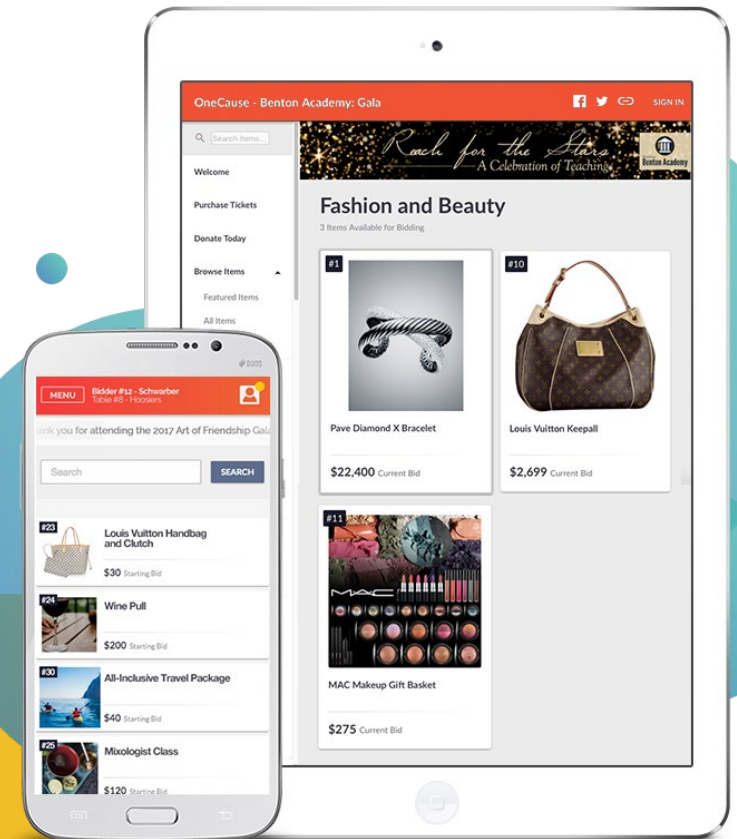 OneCause - Benton Academy: Gala
SIGN IN
Search items...
Reach for the Stars
A Celebration of Teaching
Benton Academy
Welcome
Purchase Tickets
Donate Today
Browse Items
Featured Items
All Items
Fashion and Beauty
3 Items Available for Bidding
#1
Pave Diamond X Bracelet
$22,400 Current Bid
#10
Louis Vuitton Keepall
$2,699 Current Bid
#11
MAC
MAC Makeup Gift Basket
$275 Current Bid
DUOS
MENU
Bidder #12 - Schwarber
Table #8 - Hoosiers
ank you for attending the 2017 Art of Friendship Gala
Search
SEARCH
#23
Louis Vuitton Handbag
and Clutch
$30 Starting Bid
#24
Wine Pull
$200 Starting Bid
#30
All-Inclusive Travel Package
$40 Starting Bid
#25
Mixologist Class
$120 Starting Bid